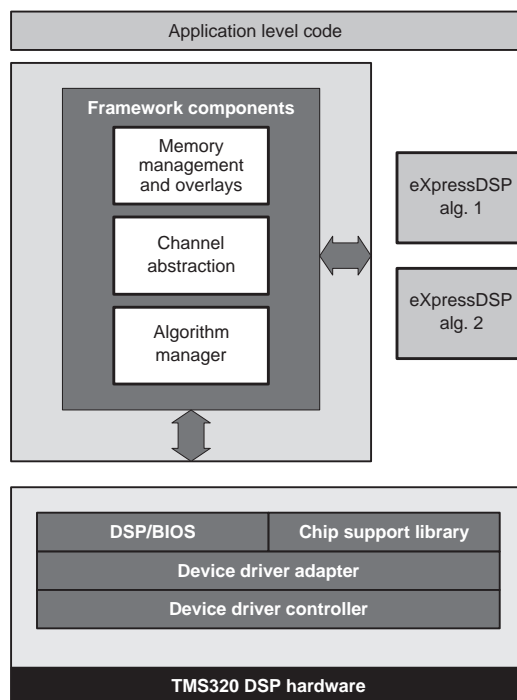 Application level code
Framework components
Memory
management
and overlays
Channel
abstraction
Algorithm
manager
eXpressDSP
alg. 1
eXpressDSP
alg. 2
DSP/BIOS
Chip support library
Device driver adapter
Device driver controller
TMS320 DSP hardware